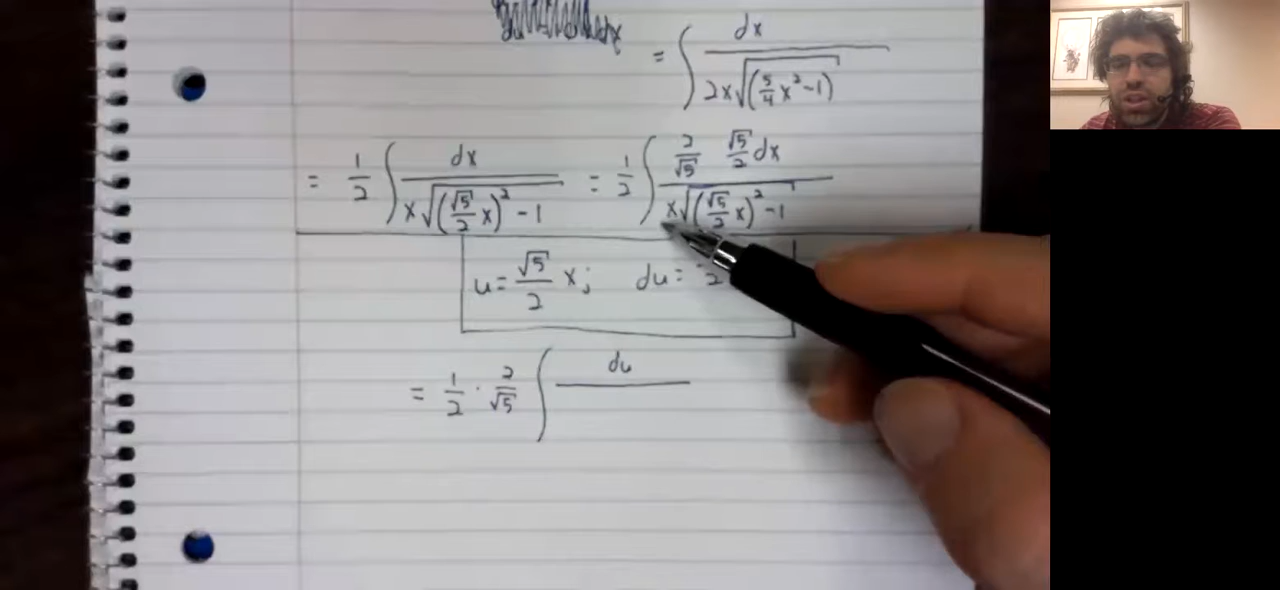 = ∫ dx / 2x√(5/4 x² - 1)
= 1/2 ∫ dx / x√((√5/2 x)² - 1) = 1/2 ∫ 2/√5 √5/2 dx / x√((√5/2 x)² - 1)
u = √5/2 x; du =
= 1/2 · 2/√5 ∫ du